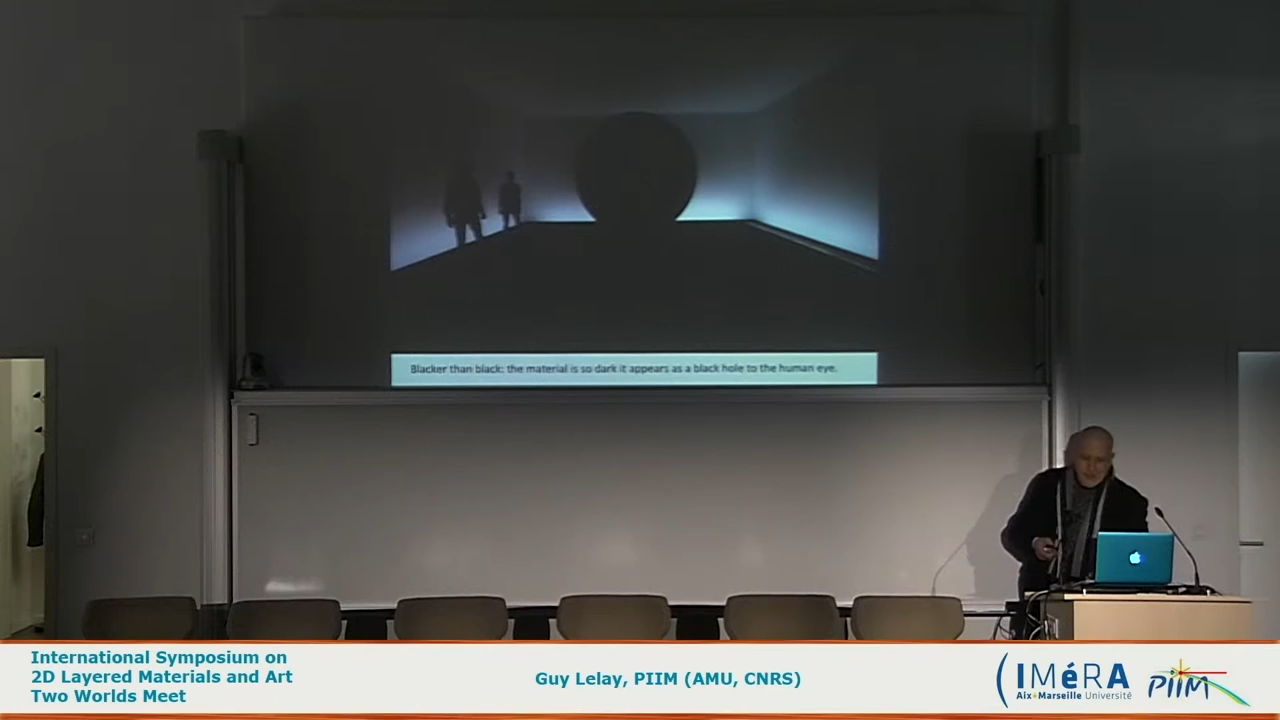 Blacker than black: the material is so dark it appears as a black hole to the human eye.
International Symposium on
2D Layered Materials and Art
Two Worlds Meet
Guy Lelay, PIIM (AMU, CNRS)
IMéRA
Aix*Marseille Université
PIIM